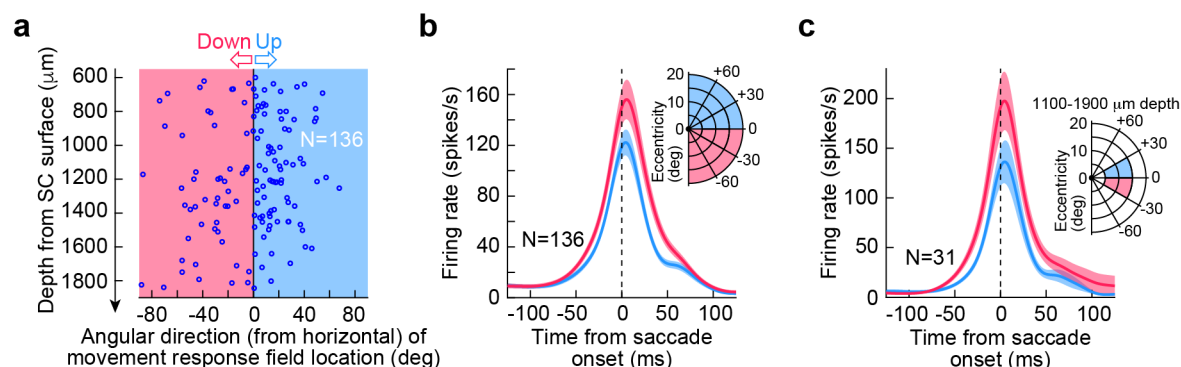 a
Down Up
Depth from SC surface (μm)
600
800
1000
1200
1400
1600
1800
N=136
-80 -40 0 40 80
Angular direction (from horizontal) of
movement response field location (deg)
b
Firing rate (spikes/s)
160
120
80
40
0
N=136
-100 -50 0 50 100
Time from saccade
onset (ms)
Eccentricity
(deg)
20
15
10
5
0
+60
+30
0
-30
-60
c
Firing rate (spikes/s)
200
150
100
50
0
N=31
-100 -50 0 50 100
Time from saccade
onset (ms)
1100-1900 μm depth
Eccentricity
(deg)
20
15
10
5
0
+60
+30
0
-30
-60